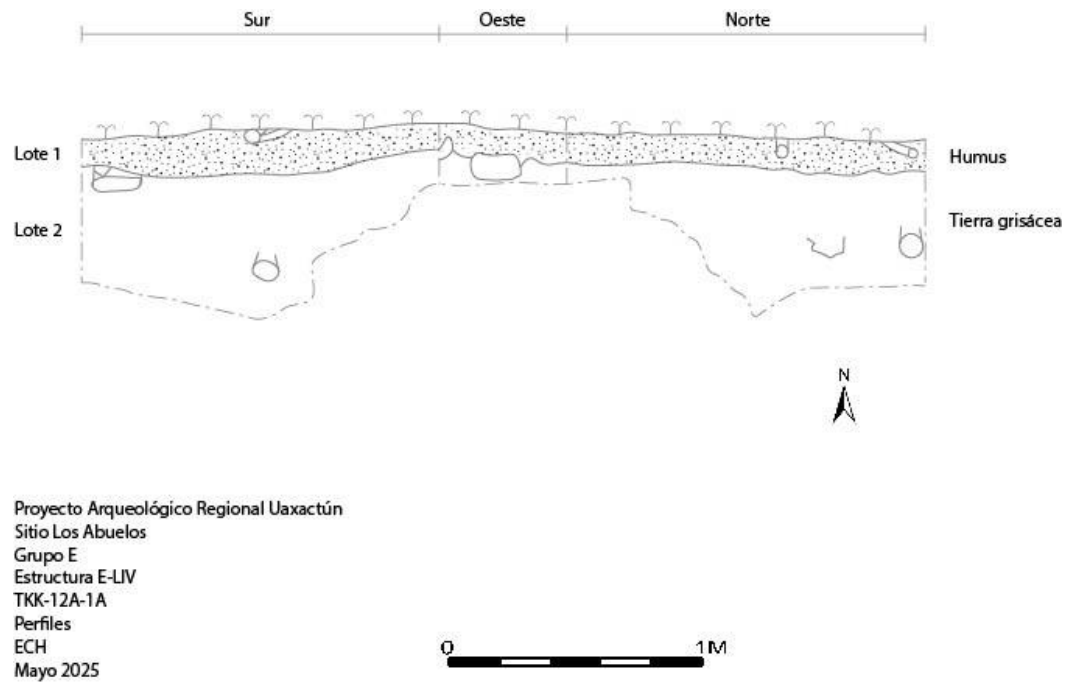 Sur
Oeste
Norte
Lote 1
Humus
Lote 2
Tierra grisácea
N
Proyecto Arqueológico Regional Uaxactún
Sitio Los Abuelos
Grupo E
Estructura E-LIV
TKK-12A-1A
Perfiles
ECH
Mayo 2025
0
1M